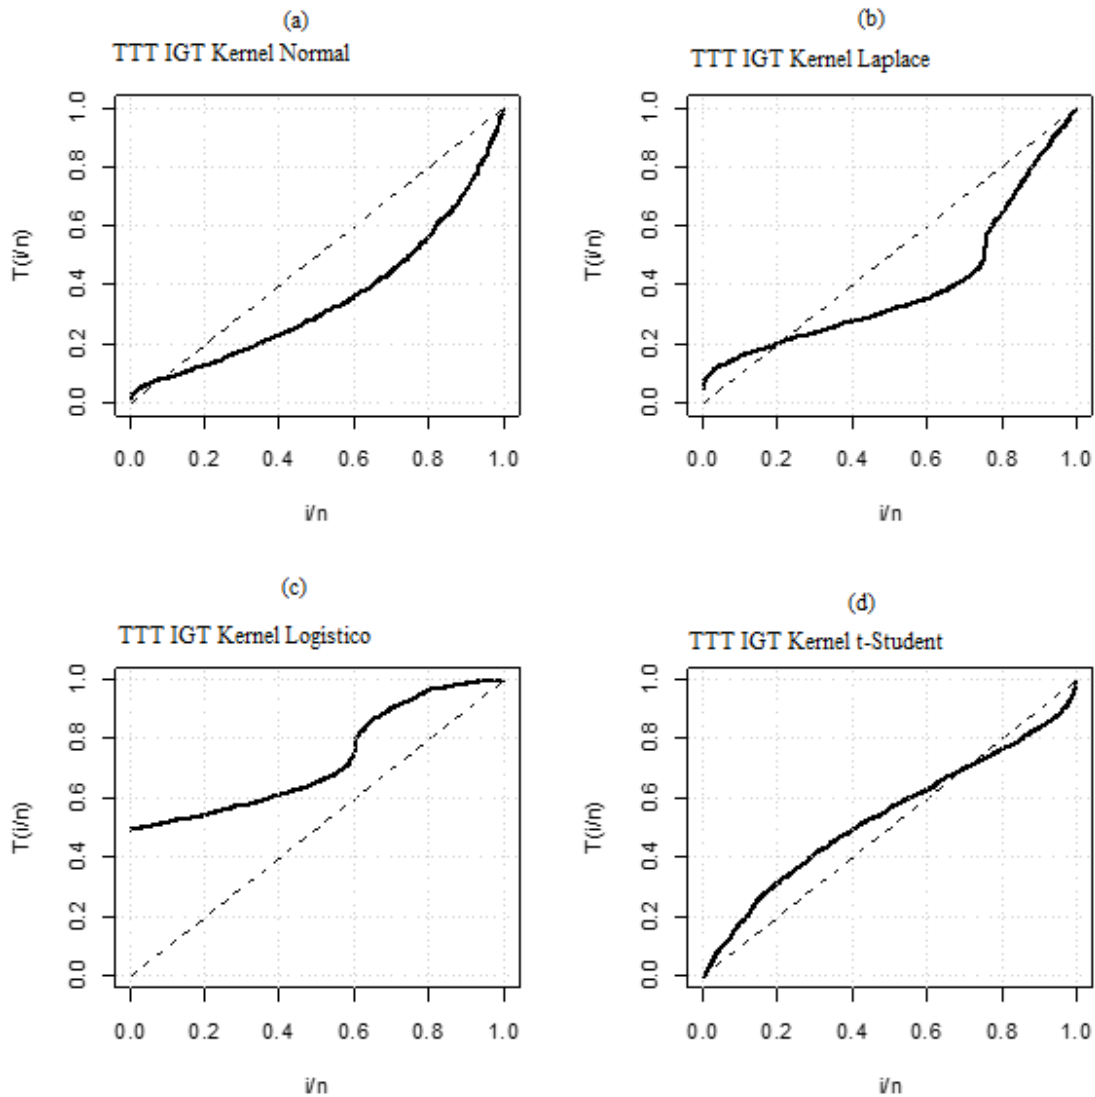 (a)
TTT IGT Kernel Normal
T(i/n)
1.0
0.8
0.6
0.4
0.2
0.0
0.0 0.2 0.4 0.6 0.8 1.0
i/n
(b)
TTT IGT Kernel Laplace
T(i/n)
1.0
0.8
0.6
0.4
0.2
0.0
0.0 0.2 0.4 0.6 0.8 1.0
i/n
(c)
TTT IGT Kernel Logístico
T(i/n)
1.0
0.8
0.6
0.4
0.2
0.0
0.0 0.2 0.4 0.6 0.8 1.0
i/n
(d)
TTT IGT Kernel t-Student
T(i/n)
1.0
0.8
0.6
0.4
0.2
0.0
0.0 0.2 0.4 0.6 0.8 1.0
i/n